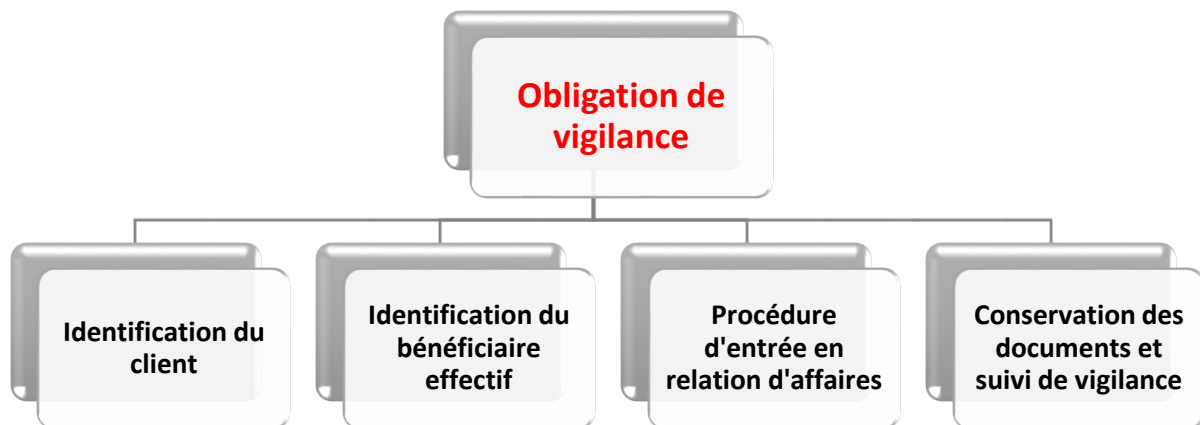 Obligation de
vigilance
Identification du
client
Identification du
bénéficiaire
effectif
Procédure
d'entrée en
relation d'affaires
Conservation des
documents et
suivi de vigilance